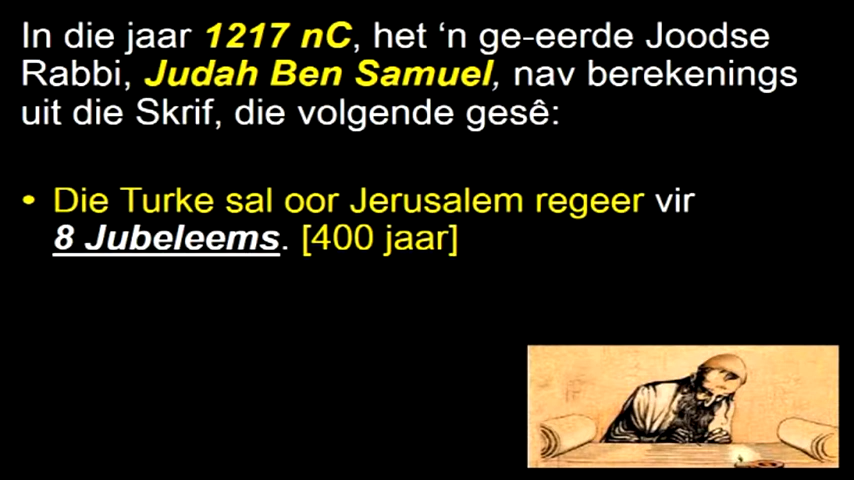 In die jaar 1217 nC, het ‘n ge-eerde Joodse
Rabbi, Judah Ben Samuel, nav berekenings
uit die Skrif, die volgende gesê:
• Die Turke sal oor Jerusalem regeer vir
8 Jubeleems. [400 jaar]